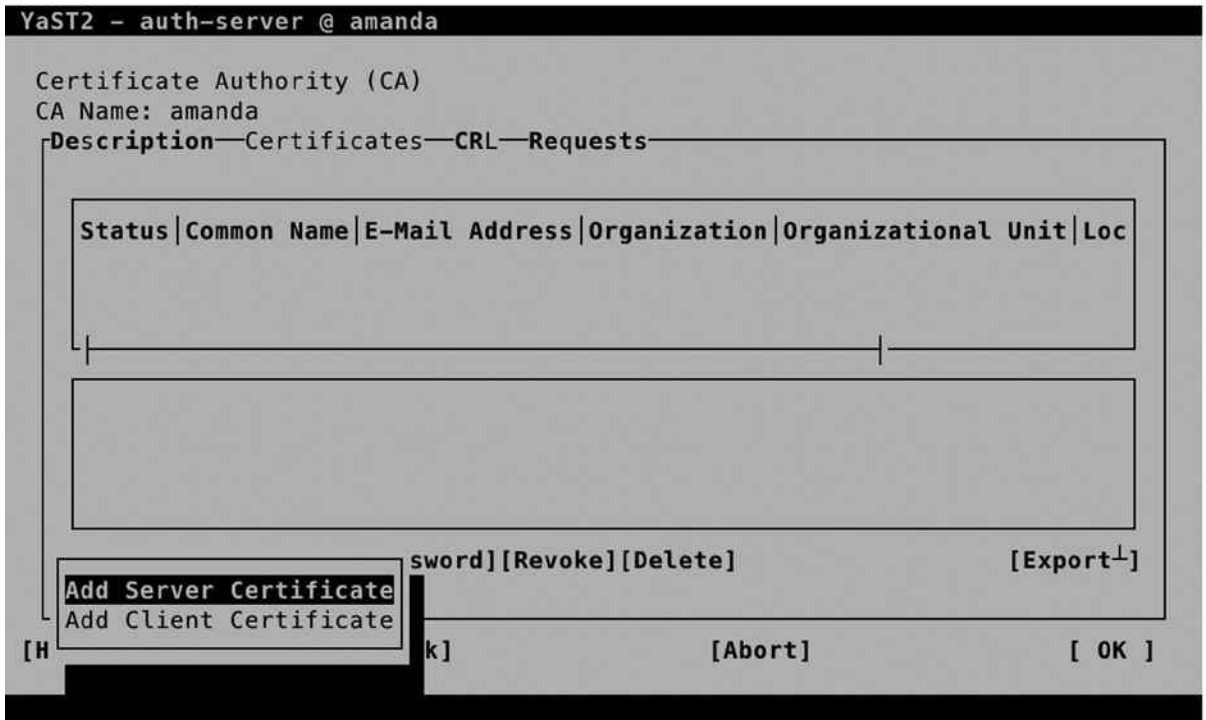 YaST2 – auth–server @ amanda
Certificate Authority (CA)
CA Name: amanda
Description—Certificates—CRL—Requests
Status|Common Name|E–Mail Address|Organization|Organizational Unit|Loc
sword][Revoke][Delete] [Export┴]
Add Server Certificate
Add Client Certificate
[H k] [Abort] [ OK ]